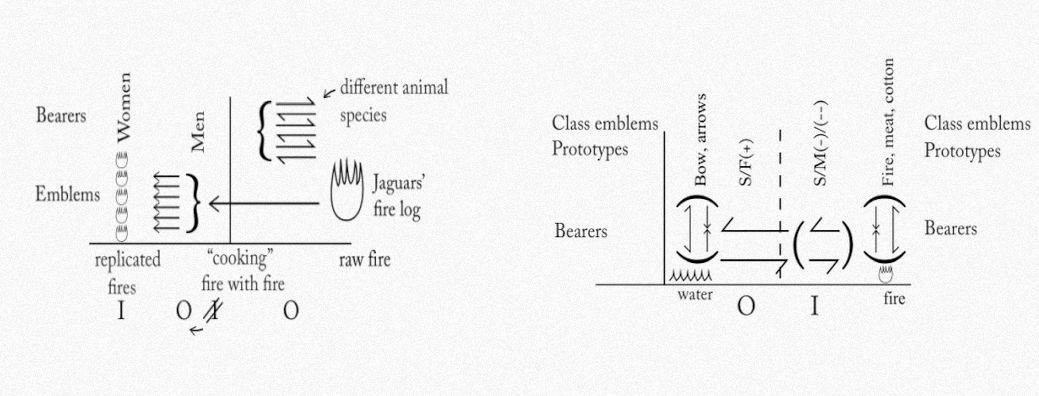 Bearers
Women
Men
different animal
species
Emblems
Jaguars’
fire log
replicated
fires
“cooking”
fire with fire
raw fire
I
O
I
O
Class emblems
Prototypes
Bow, arrows
S/F(+)
S/M(-)/(--)
Fire, meat, cotton
Class emblems
Prototypes
Bearers
Bearers
water
fire
O
I